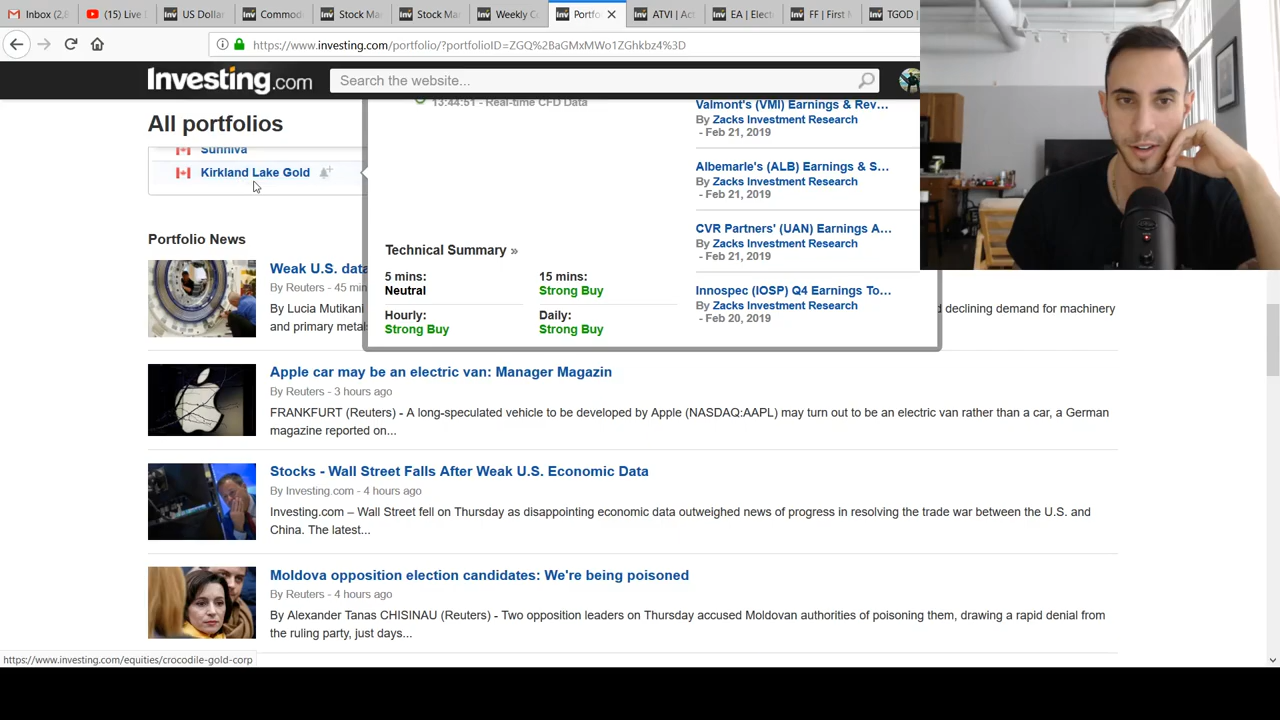 Inbox (2,
(15) Live
US Dolla
Commod
Stock Ma
Stock Ma
Weekly C
Portfo
ATVI | Ac
EA | Elect
FF | First
TGOD |
https://www.investing.com/portfolio/?portfolioID=ZGQ%2BaGMxMWo1ZGhkbz4%3D
Investing.com
Search the website...
All portfolios
Sunniva
Kirkland Lake Gold
13:44:51 - Real-time CFD Data
Technical Summary »
5 mins:
Neutral
15 mins:
Strong Buy
Hourly:
Strong Buy
Daily:
Strong Buy
Valmont's (VMI) Earnings & Rev...
By Zacks Investment Research
- Feb 21, 2019
Albemarle's (ALB) Earnings & S...
By Zacks Investment Research
- Feb 21, 2019
CVR Partners' (UAN) Earnings A...
By Zacks Investment Research
- Feb 21, 2019
Innospec (IOSP) Q4 Earnings To...
By Zacks Investment Research
- Feb 20, 2019
Portfolio News
Weak U.S. data
By Reuters - 45 min
By Lucia Mutikani declining demand for machinery
and primary metals
Apple car may be an electric van: Manager Magazin
By Reuters - 3 hours ago
FRANKFURT (Reuters) - A long-speculated vehicle to be developed by Apple (NASDAQ:AAPL) may turn out to be an electric van rather than a car, a German
magazine reported on...
Stocks - Wall Street Falls After Weak U.S. Economic Data
By Investing.com - 4 hours ago
Investing.com – Wall Street fell on Thursday as disappointing economic data outweighed news of progress in resolving the trade war between the U.S. and
China. The latest...
Moldova opposition election candidates: We're being poisoned
By Reuters - 4 hours ago
By Alexander Tanas CHISINAU (Reuters) - Two opposition leaders on Thursday accused Moldovan authorities of poisoning them, drawing a rapid denial from
the ruling party, just days...
https://www.investing.com/equities/crocodile-gold-corp